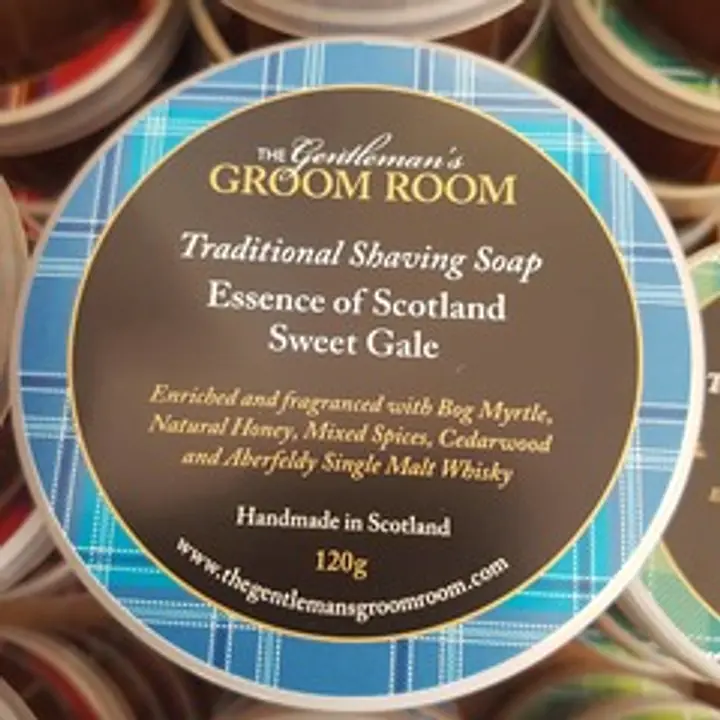 THE Gentleman's
GROOM ROOM
Traditional Shaving Soap
Essence of Scotland
Sweet Gale
Enriched and fragranced with Bog Myrtle,
Natural Honey, Mixed Spices, Cedarwood
and Aberfeldy Single Malt Whisky
Handmade in Scotland
120g
www.thegentlemansgroomroom.com